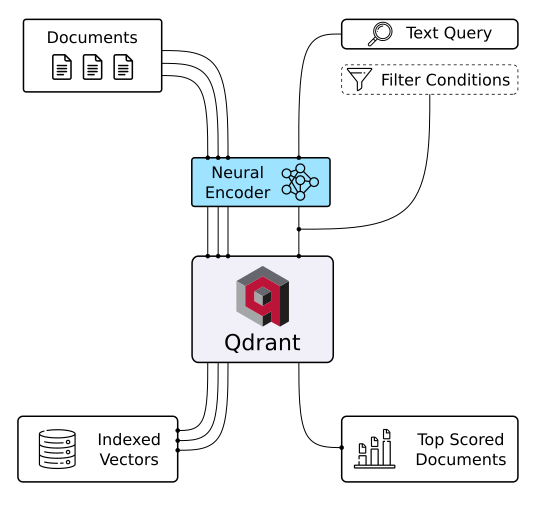 Documents
Text Query
Filter Conditions
Neural
Encoder
Qdrant
Indexed
Vectors
Top Scored
Documents